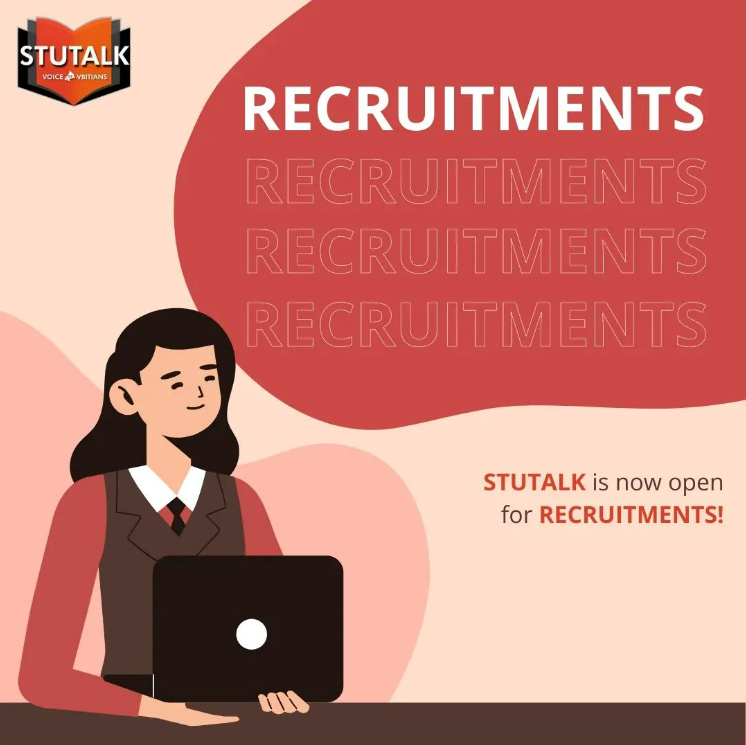 STUTALK
VOICE VBITIANS
RECRUITMENTS
RECRUITMENTS
RECRUITMENTS
RECRUITMENTS
STUTALK is now open
for RECRUITMENTS!